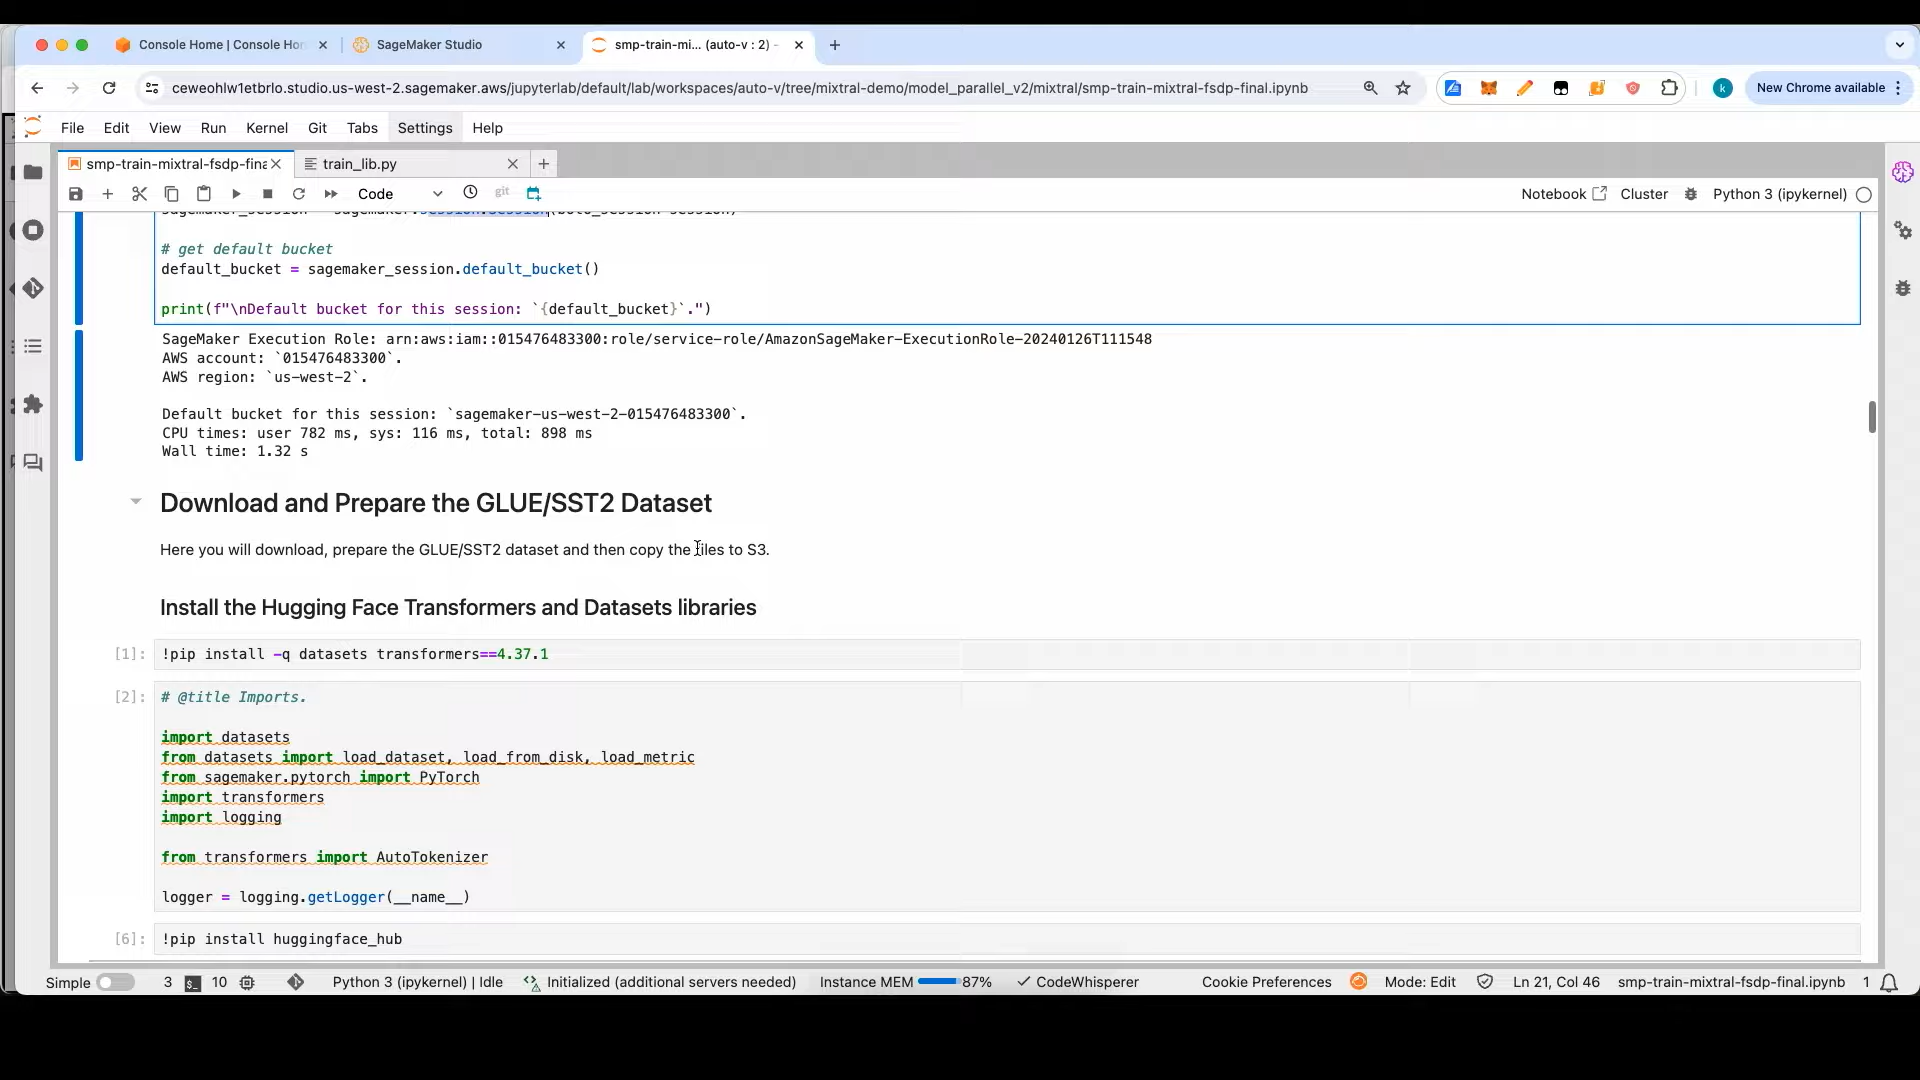 Console Home | Console Hor
SageMaker Studio
smp-train-mi... (auto-v : 2) -
ceweohlw1etbrlo.studio.us-west-2.sagemaker.aws/jupyterlab/default/lab/workspaces/auto-v/tree/mixtral-demo/model_parallel_v2/mixtral/smp-train-mixtral-fsdp-final.ipynb
k
New Chrome available
File Edit View Run Kernel Git Tabs Settings Help
smp-train-mixtral-fsdp-fina
train_lib.py
Code
git
Notebook
Cluster
Python 3 (ipykernel)
# get default bucket
default_bucket = sagemaker_session.default_bucket()
print(f"\nDefault bucket for this session: `{default_bucket}`.")
SageMaker Execution Role: arn:aws:iam::015476483300:role/service-role/AmazonSageMaker-ExecutionRole-20240126T111548
AWS account: `015476483300`.
AWS region: `us-west-2`.
Default bucket for this session: `sagemaker-us-west-2-015476483300`.
CPU times: user 782 ms, sys: 116 ms, total: 898 ms
Wall time: 1.32 s
Download and Prepare the GLUE/SST2 Dataset
Here you will download, prepare the GLUE/SST2 dataset and then copy the files to S3.
Install the Hugging Face Transformers and Datasets libraries
[1]: !pip install -q datasets transformers==4.37.1
[2]: # @title Imports.
import datasets
from datasets import load_dataset, load_from_disk, load_metric
from sagemaker.pytorch import PyTorch
import transformers
import logging
from transformers import AutoTokenizer
logger = logging.getLogger(__name__)
[6]: !pip install huggingface_hub
Simple 3 10 Python 3 (ipykernel) | Idle Initialized (additional servers needed) Instance MEM 87% CodeWhisperer Cookie Preferences Mode: Edit Ln 21, Col 46 smp-train-mixtral-fsdp-final.ipynb 1